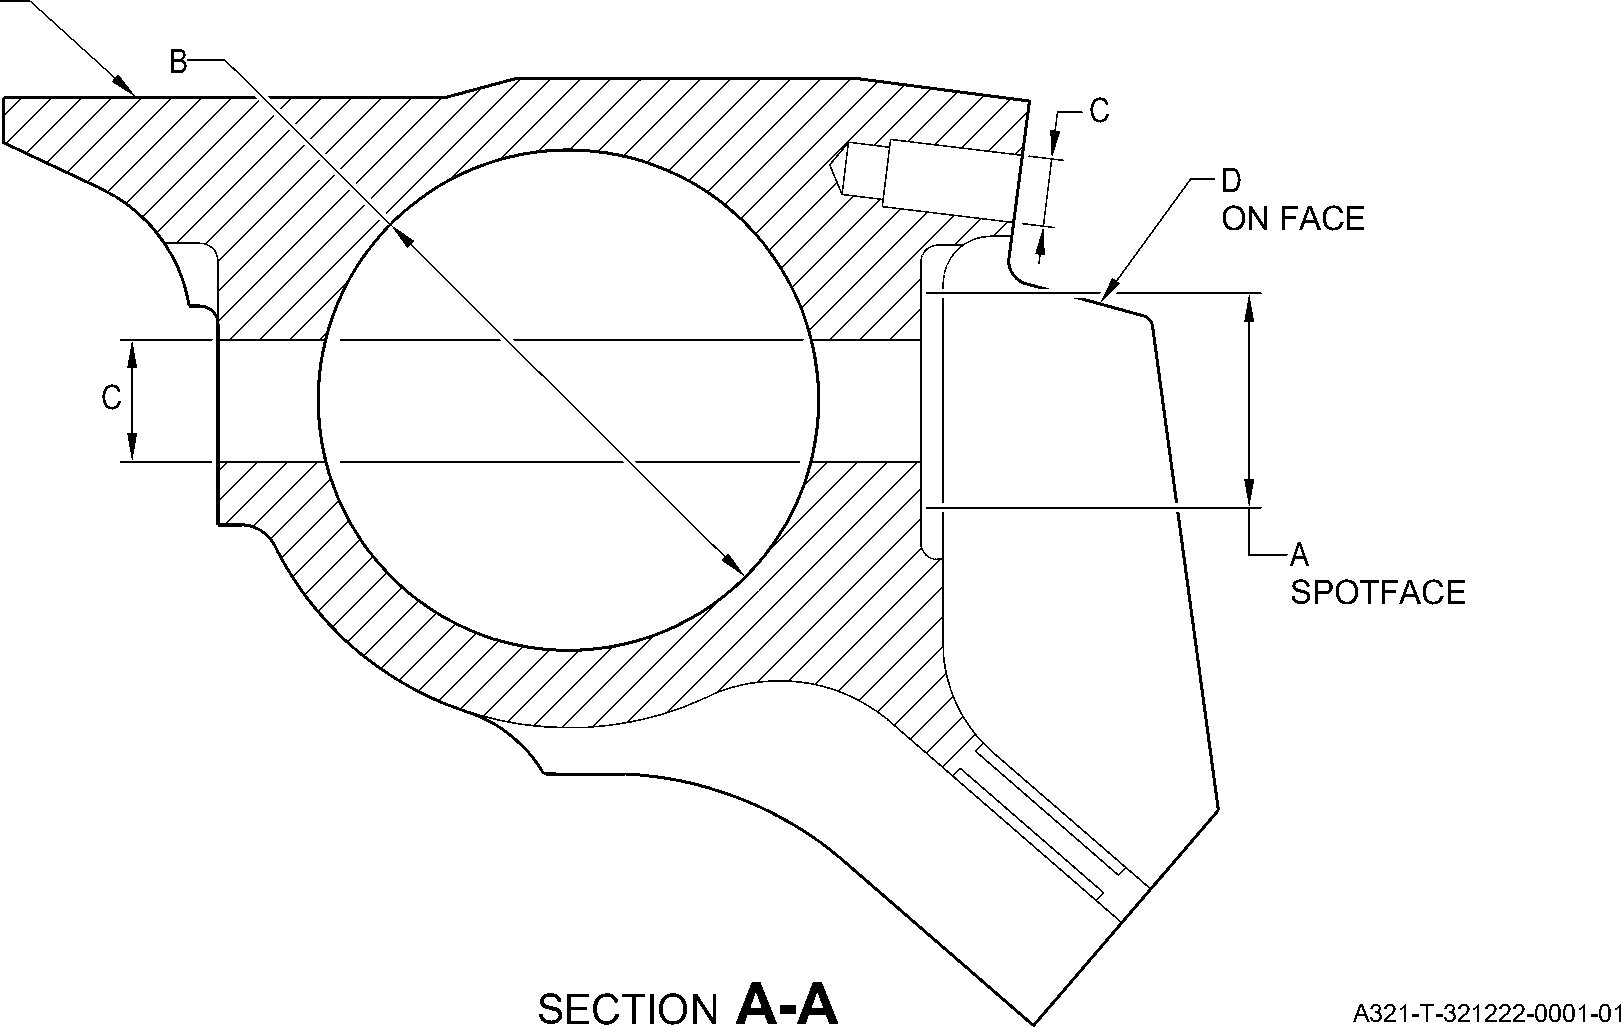 B
C
D
ON FACE
C
A
SPOTFACE
SECTION A-A
A321-T-321222-0001-01